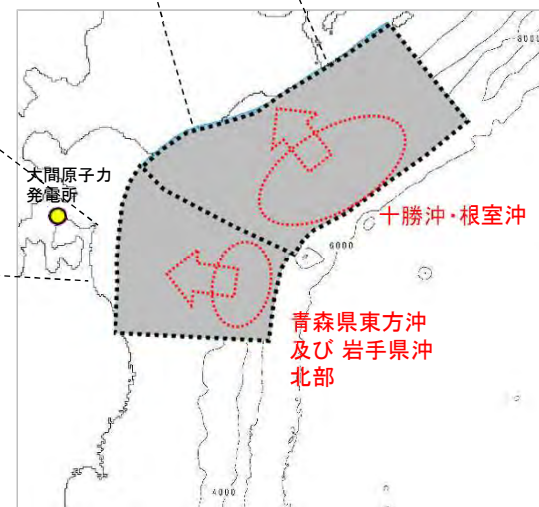 8000
大間原子力
発電所
十勝沖・根室沖
6000
青森県東方沖
及び 岩手県沖
北部
4000